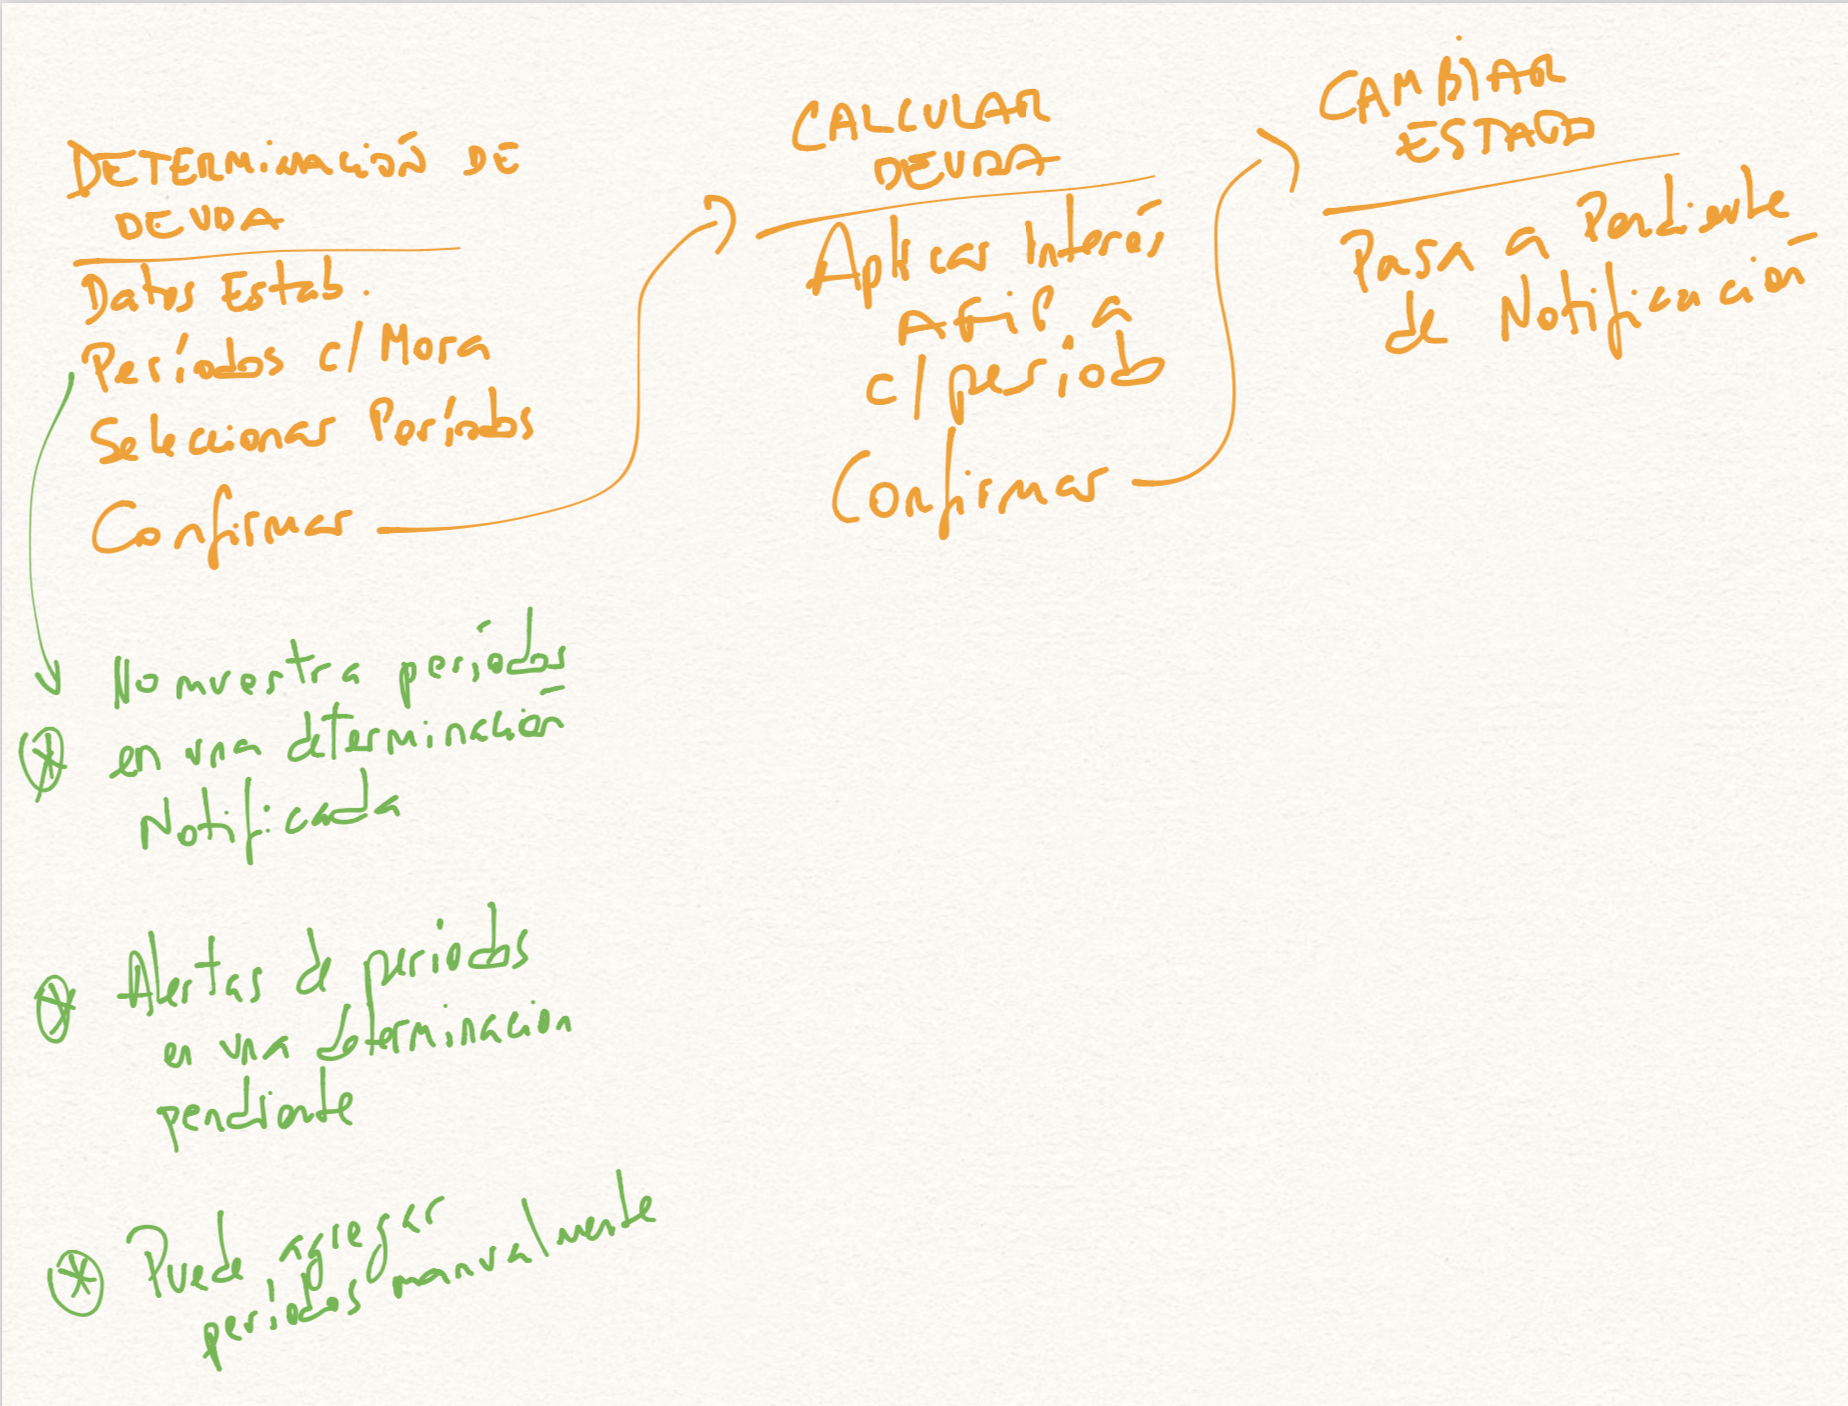 DETERMINACIÓN DE
DEUDA
Datos Estab.
Períodos c/ Mora
Seleccionar Períodos
Confirmar
CALCULAR
DEUDA
Aplicar Interés
AFIP a
c/ período
Confirmar
CAMBIAR
ESTADO
Pasa a Pendiente
de Notificación
No muestra períodos
en una determinación
Notificada
Alertas de periodos
en una determinacion
pendiente
Puede agregar
periodos manualmente